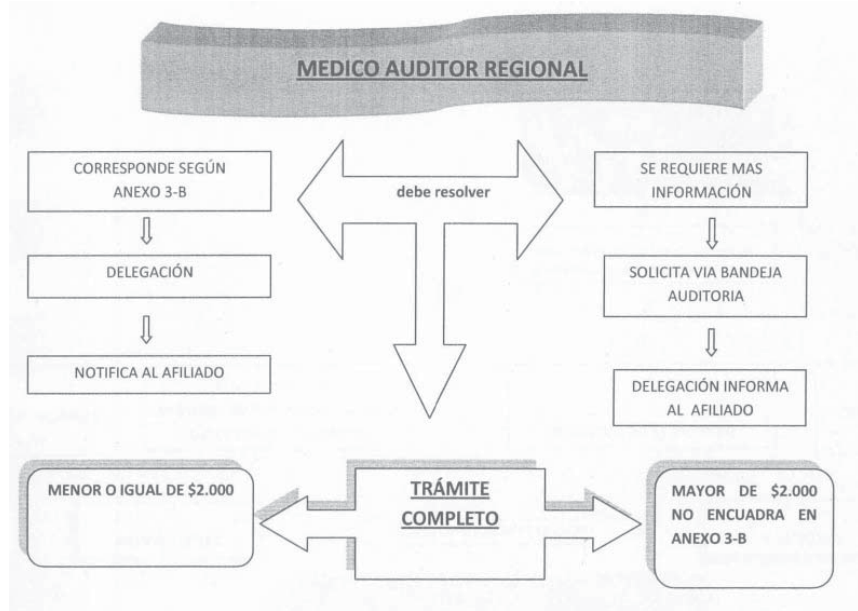 MEDICO AUDITOR REGIONAL
CORRESPONDE SEGÚN
ANEXO 3-B
DELEGACIÓN
NOTIFICA AL AFILIADO
debe resolver
SE REQUIERE MAS
INFORMACIÓN
SOLICITA VIA BANDEJA
AUDITORIA
DELEGACIÓN INFORMA
AL AFILIADO
MENOR O IGUAL DE $2.000
TRÁMITE
COMPLETO
MAYOR DE $2.000
NO ENCUADRA EN
ANEXO 3-B